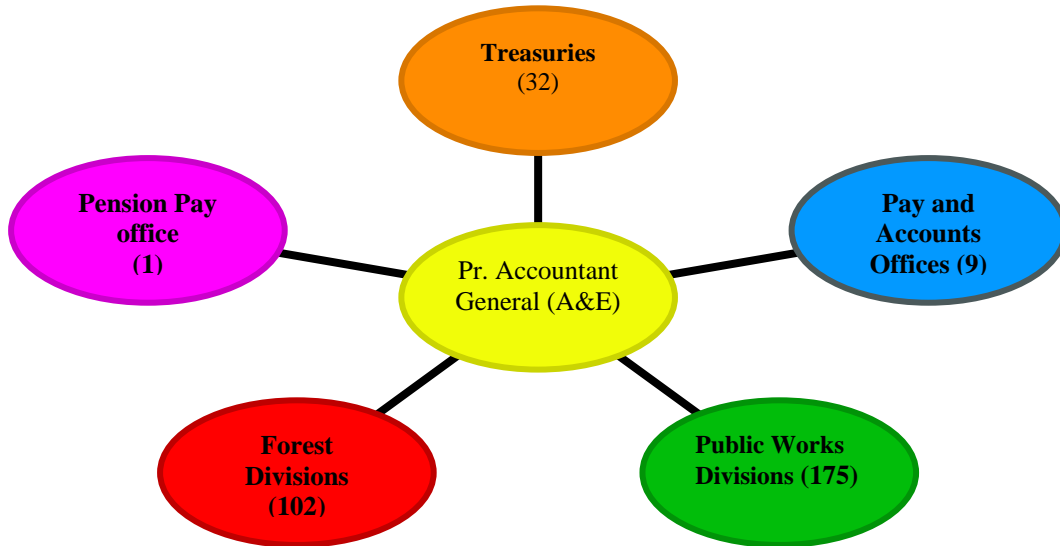 Treasuries
(32)
Pension Pay
office
(1)
Pay and
Accounts
Offices (9)
Pr. Accountant
General (A&E)
Forest
Divisions
(102)
Public Works
Divisions (175)